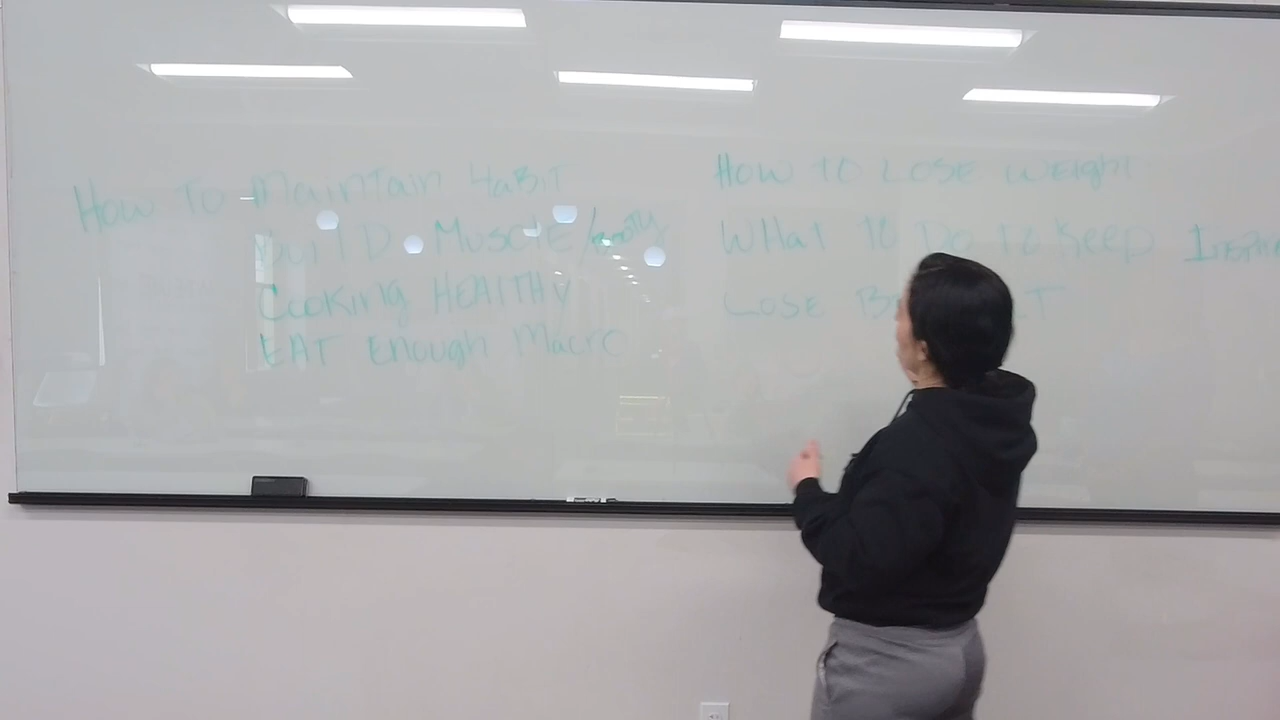 How To Maintain HaBiT
BuilD Muscle/Booty
Cooking HEAlTHy
EAT Enough Macro
How To LOSE Weight
WHat To Do To Keep
LOSE